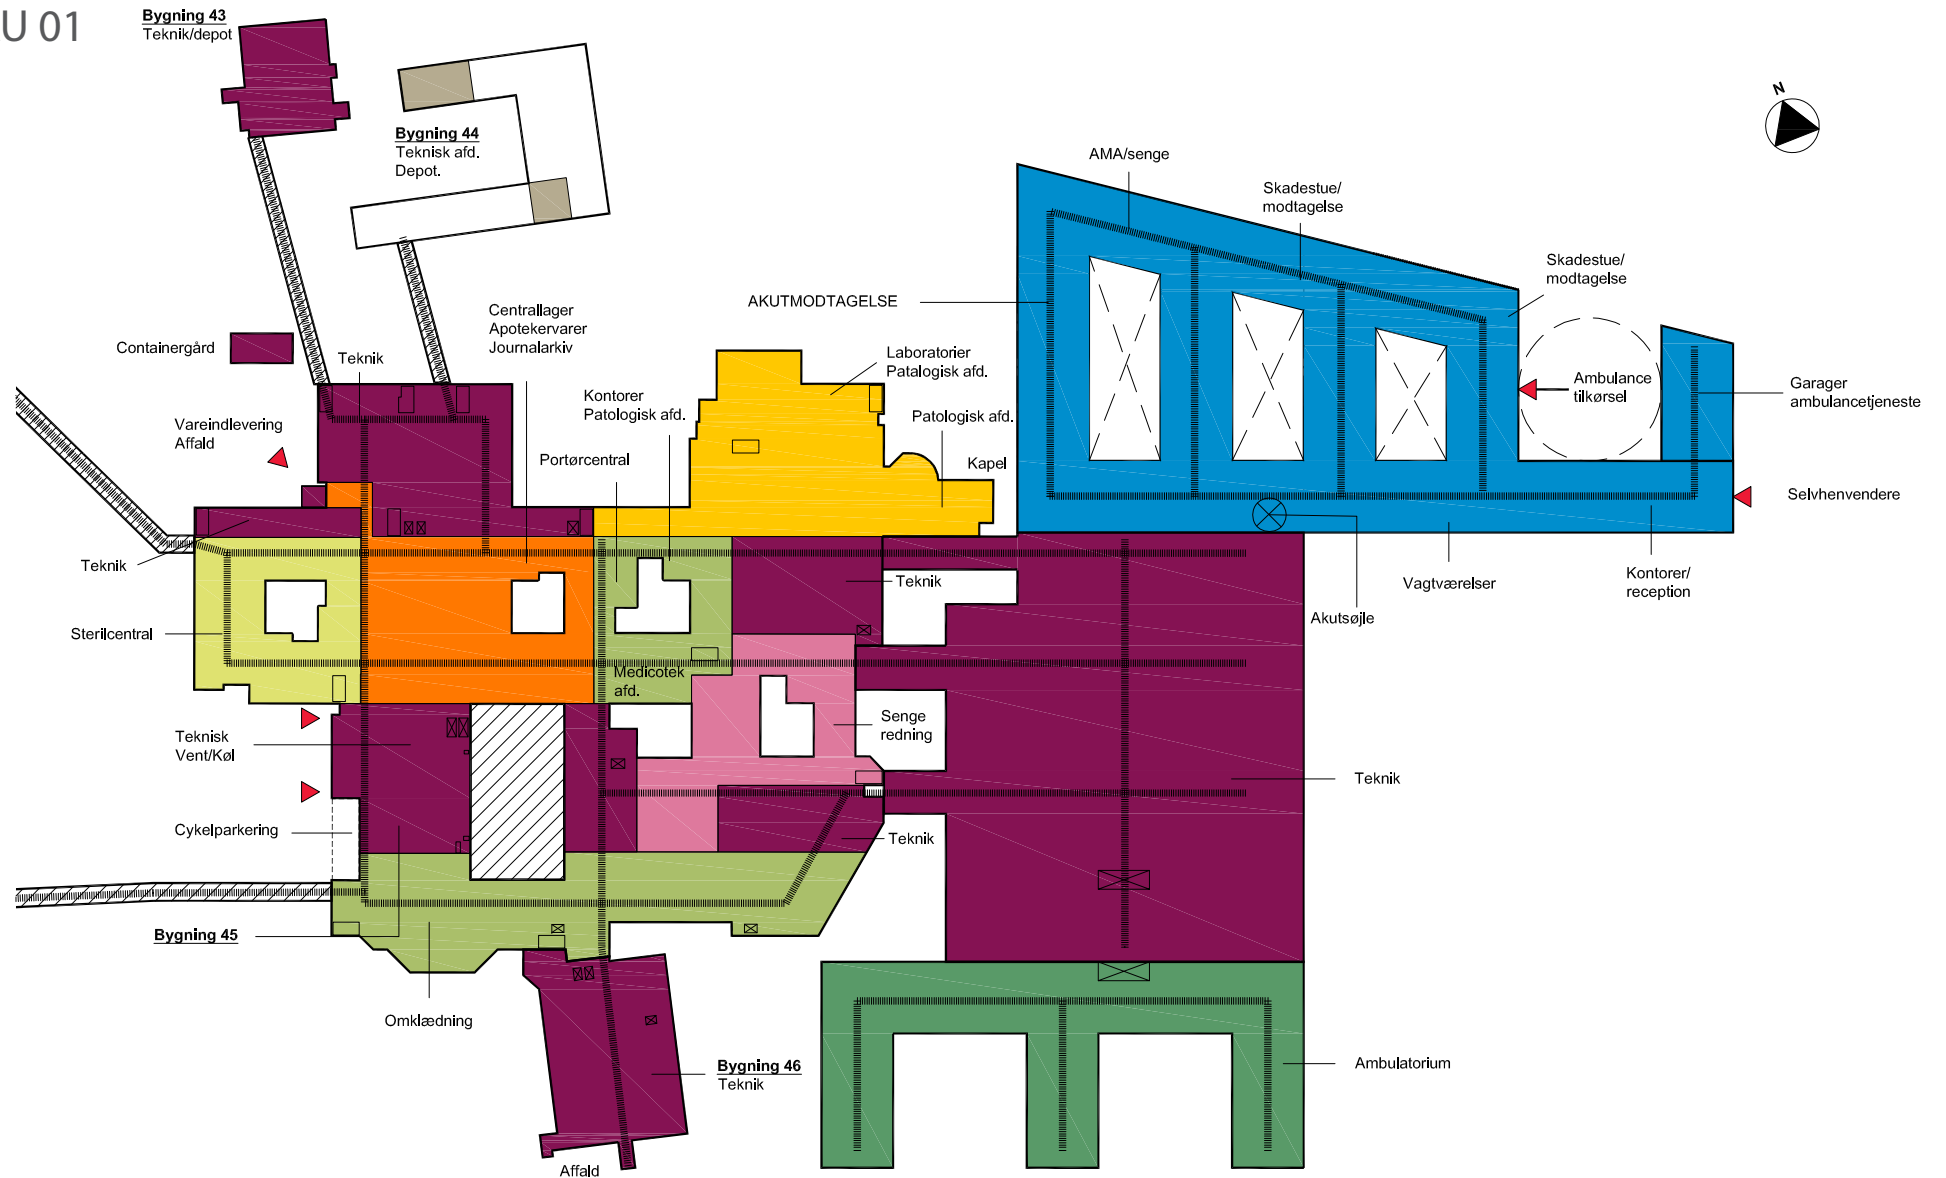 U 01
Bygning 43
Teknik/depot
Bygning 44
Teknisk afd.
Depot.
N
AMA/senge
Skadestue/
modtagelse
Skadestue/
modtagelse
AKUTMODTAGELSE
Centrallager
Apotekervarer
Journalarkiv
Containergård
Teknik
Laboratorier
Patalogisk afd.
Kontorer
Patologisk afd.
Ambulance
tilkørsel
Garager
ambulancetjeneste
Vareindlevering
Affald
Patologisk afd.
Portørcentral
Kapel
Selvhenvendere
Teknik
Teknik
Vagtværelser
Kontorer/
reception
Akutsøjle
Sterilcentral
Medicotek
afd.
Senge
redning
Teknisk
Vent/Køl
Teknik
Cykelparkering
Teknik
Bygning 45
Omklædning
Bygning 46
Teknik
Ambulatorium
Affald